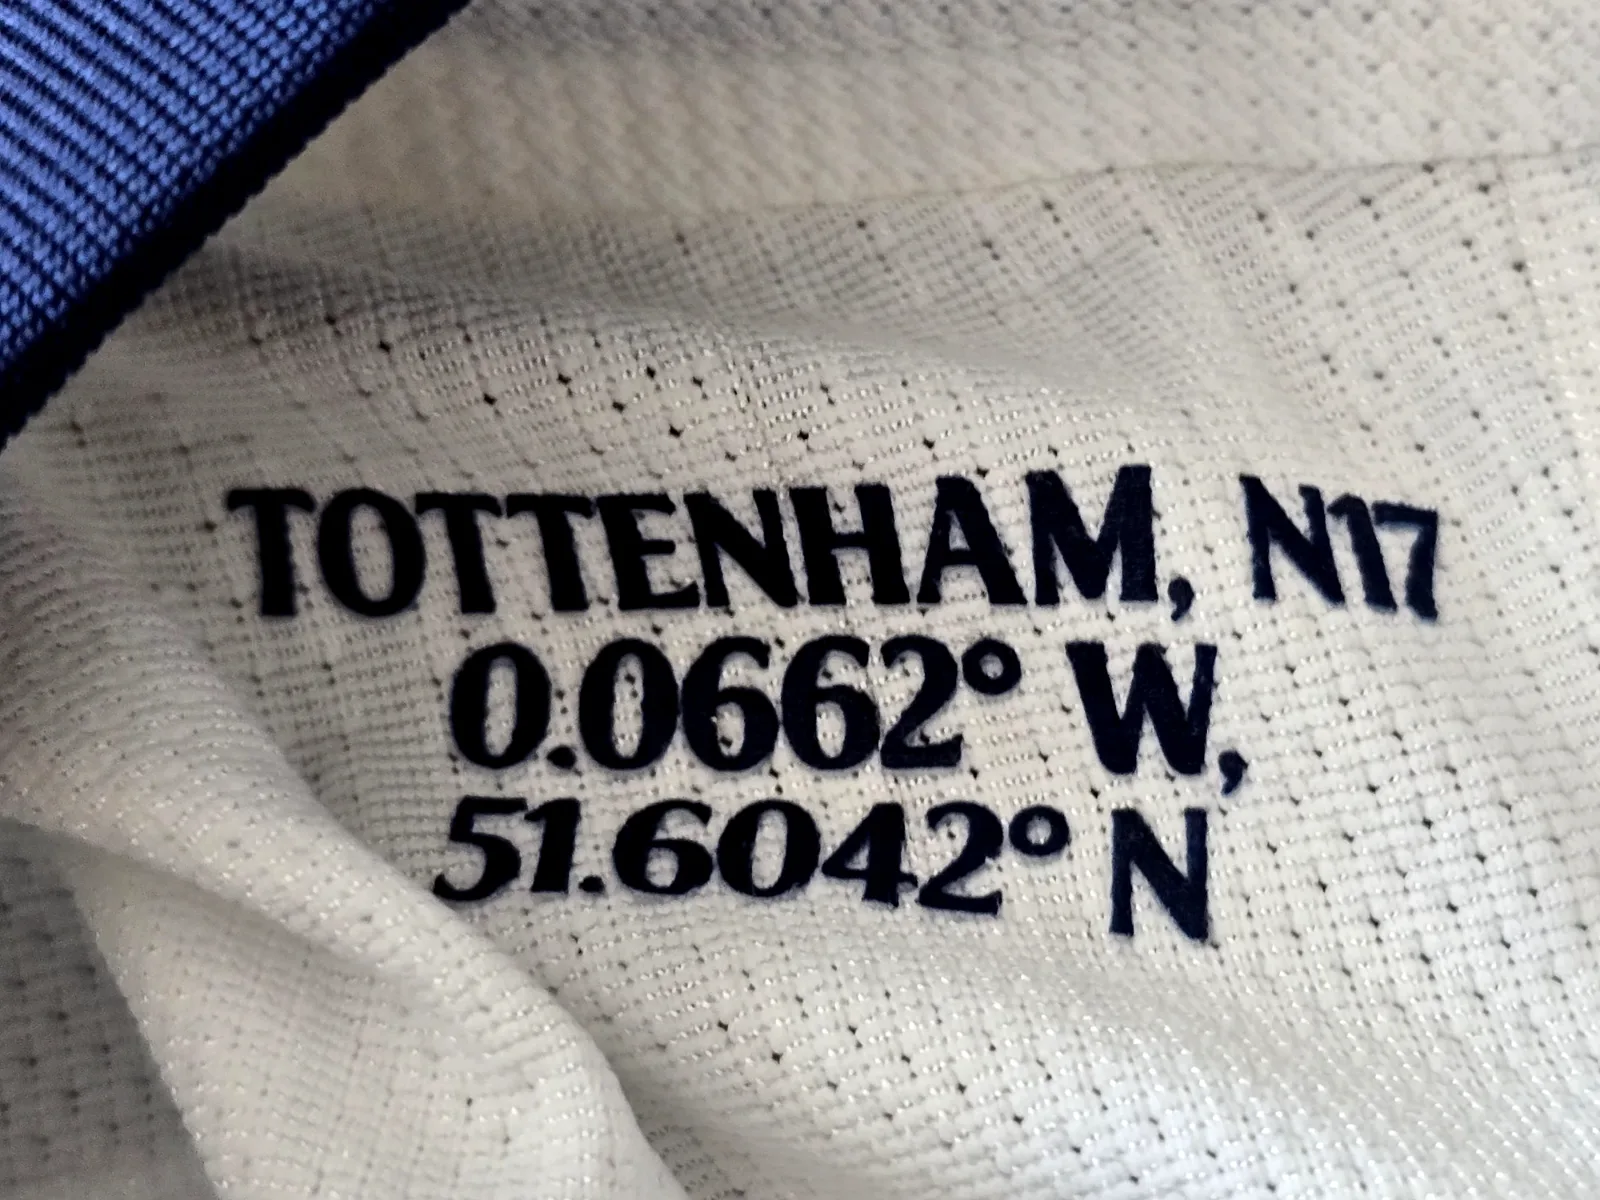 TOTTENHAM, N17
0.0662° W,
51.6042° N